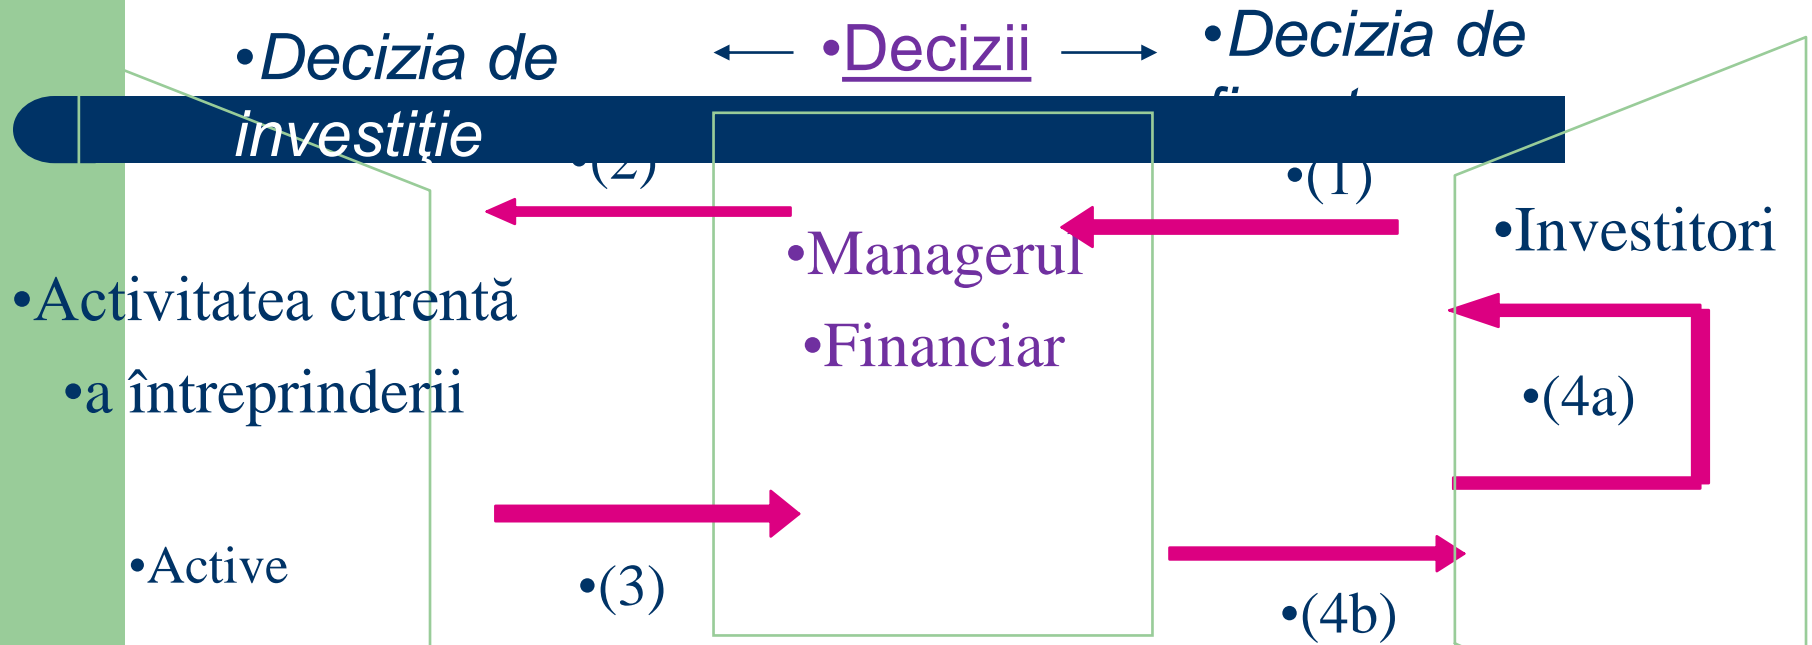 •Decizia de
investiţie
•Decizii
•Decizia de
•(2)
•(1)
•Managerul
•Financiar
•Investitori
•Activitatea curentă
•a întreprinderii
•(4a)
•Active
•(3)
•(4b)